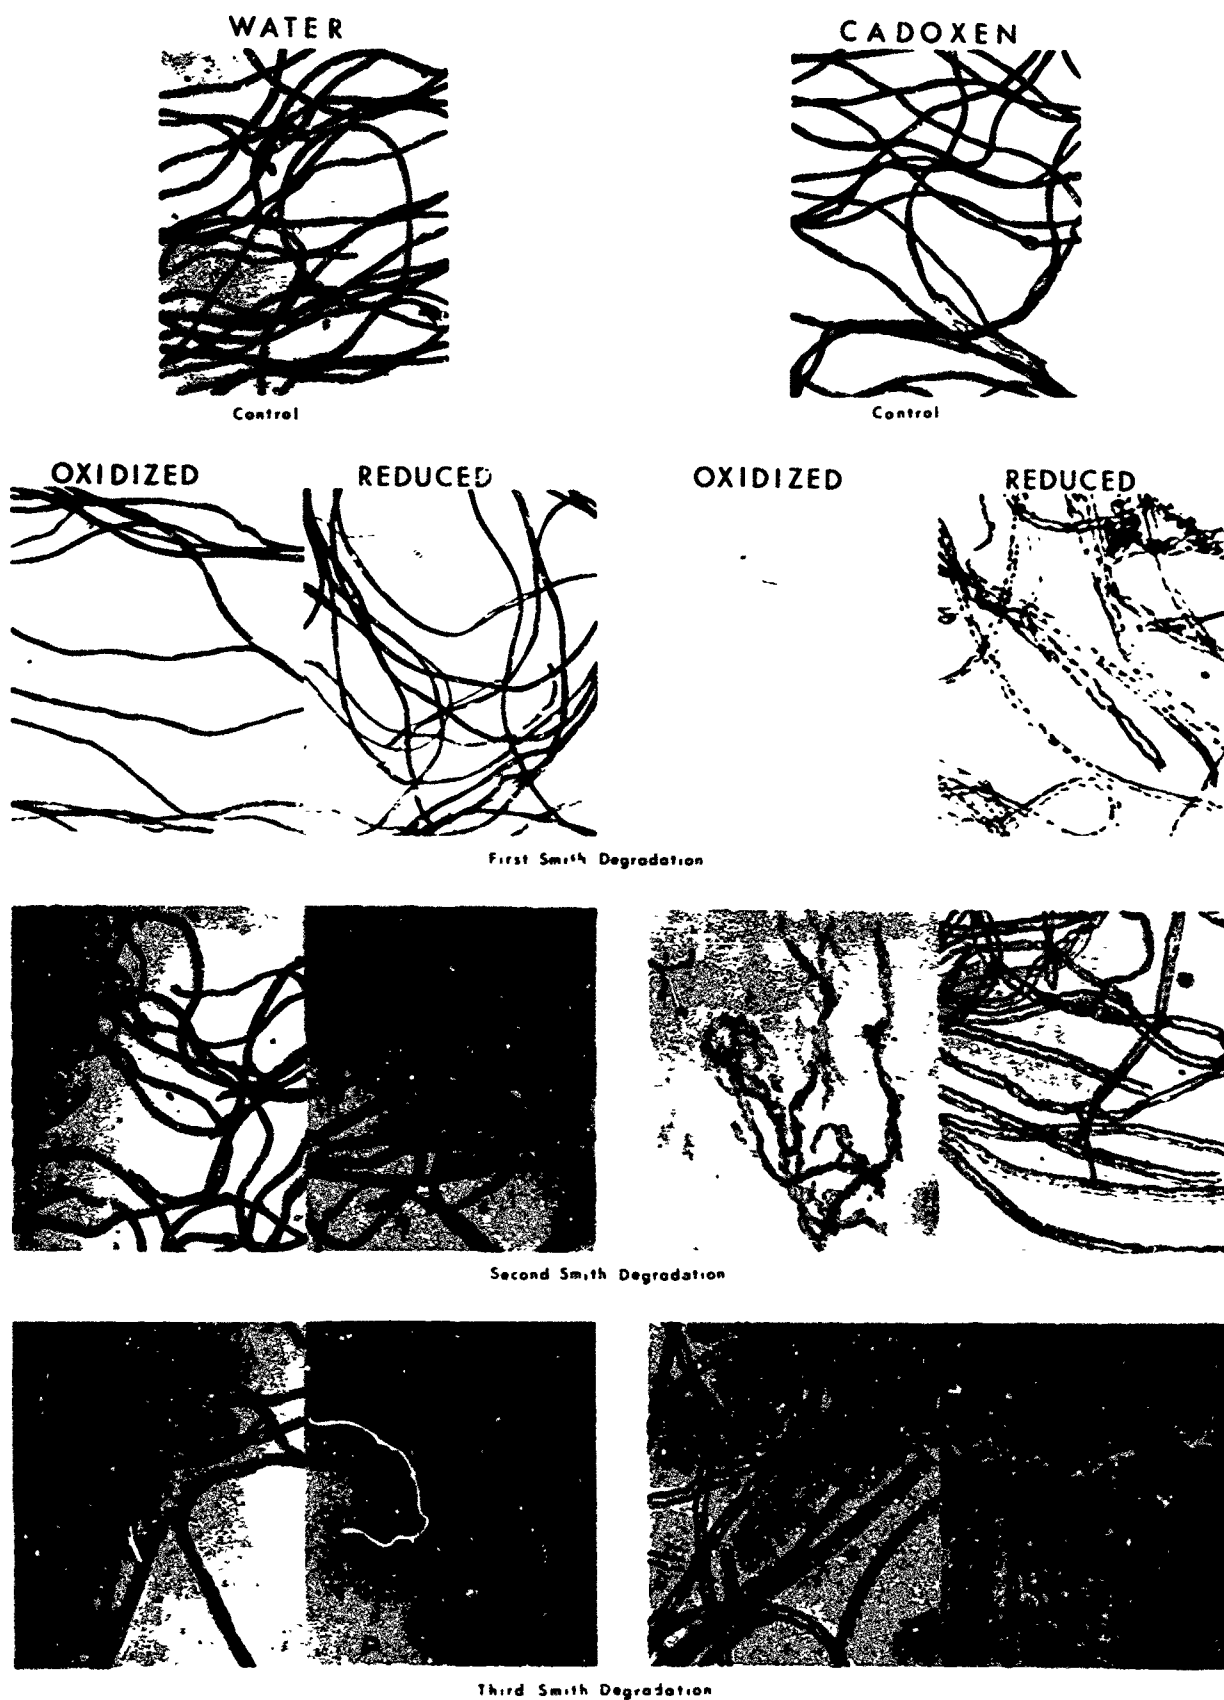 WATER
CADOXEN
Control
Control
OXIDIZED
REDUCED
OXIDIZED
REDUCED
First Smith Degradation
Second Smith Degradation
Third Smith Degradation